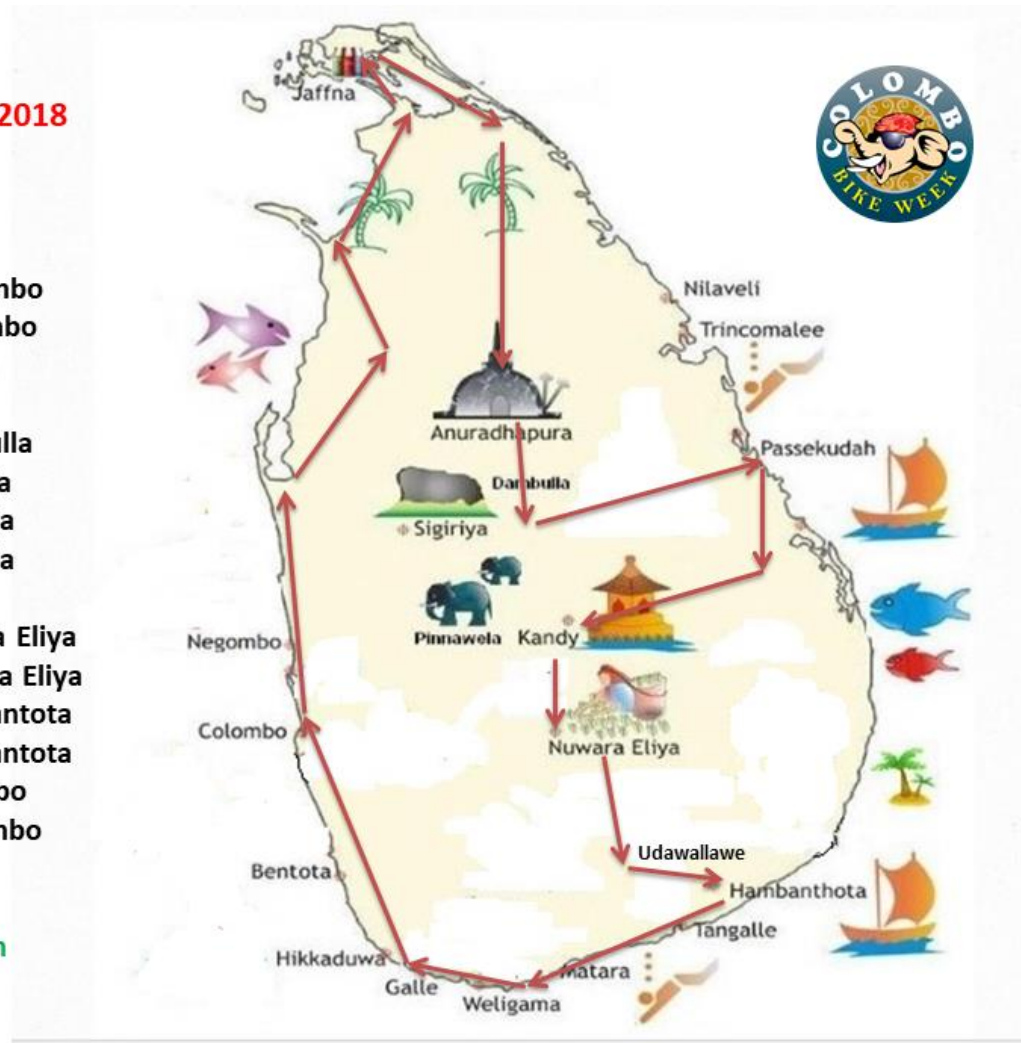 2018
nbo
nbo
lla
a
a
a
a Eliya
a Eliya
antota
antota
bo
nbo
n
COLOMBO
BIKE WEEK
Jaffna
Nilaveli
Trincomalee
Anuradhapura
Passekudah
Dambulla
Sigiriya
Pinnawela
Kandy
Negombo
Colombo
Nuwara Eliya
Udawallawe
Bentota
Hambanthota
Tangalle
Hikkaduwa
Matara
Galle
Weligama